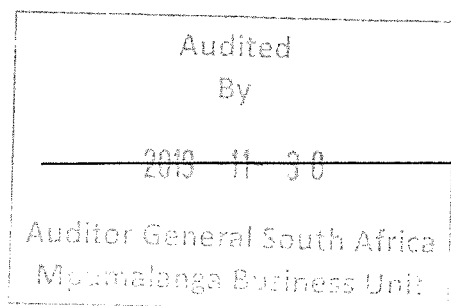 Audited
By
2019 11 30
Auditor General South Africa
Mpumalanga Business Unit